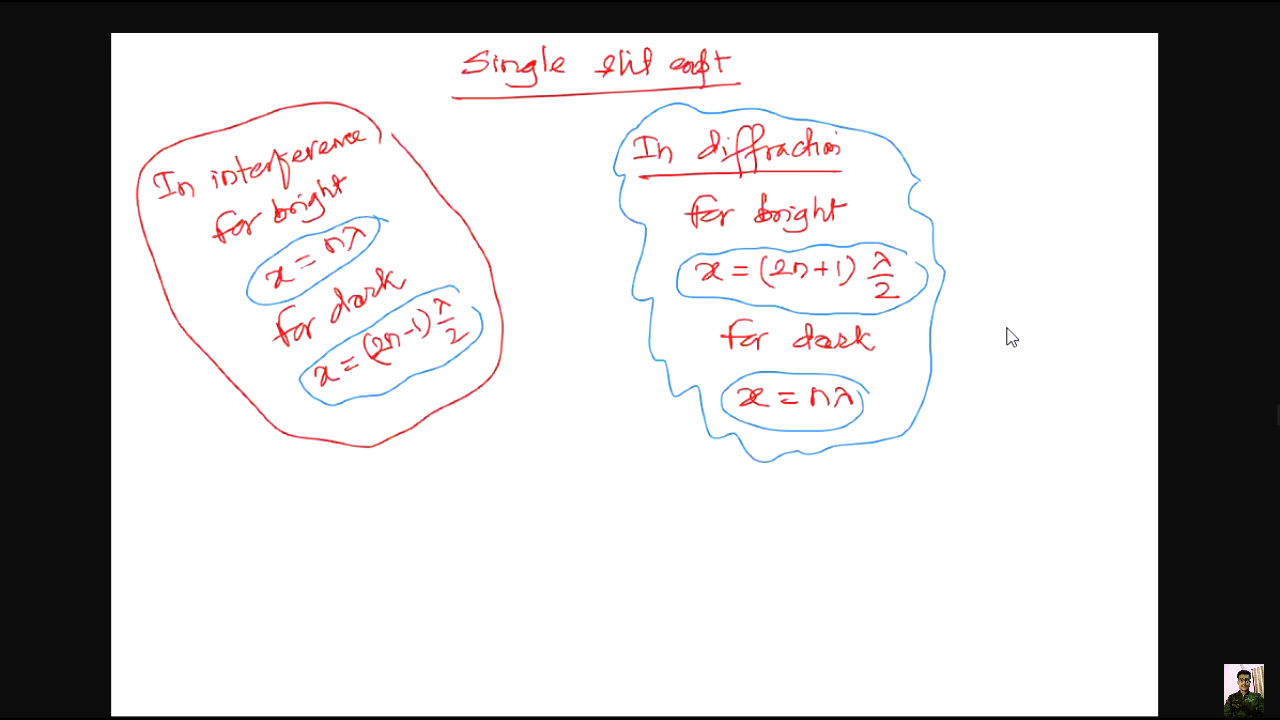 Single slit expt
In interference,
for bright
x = nλ
for dark
x = (2n-1) λ/2
In diffraction
for bright
x = (2n+1) λ/2
for dark
x = nλ